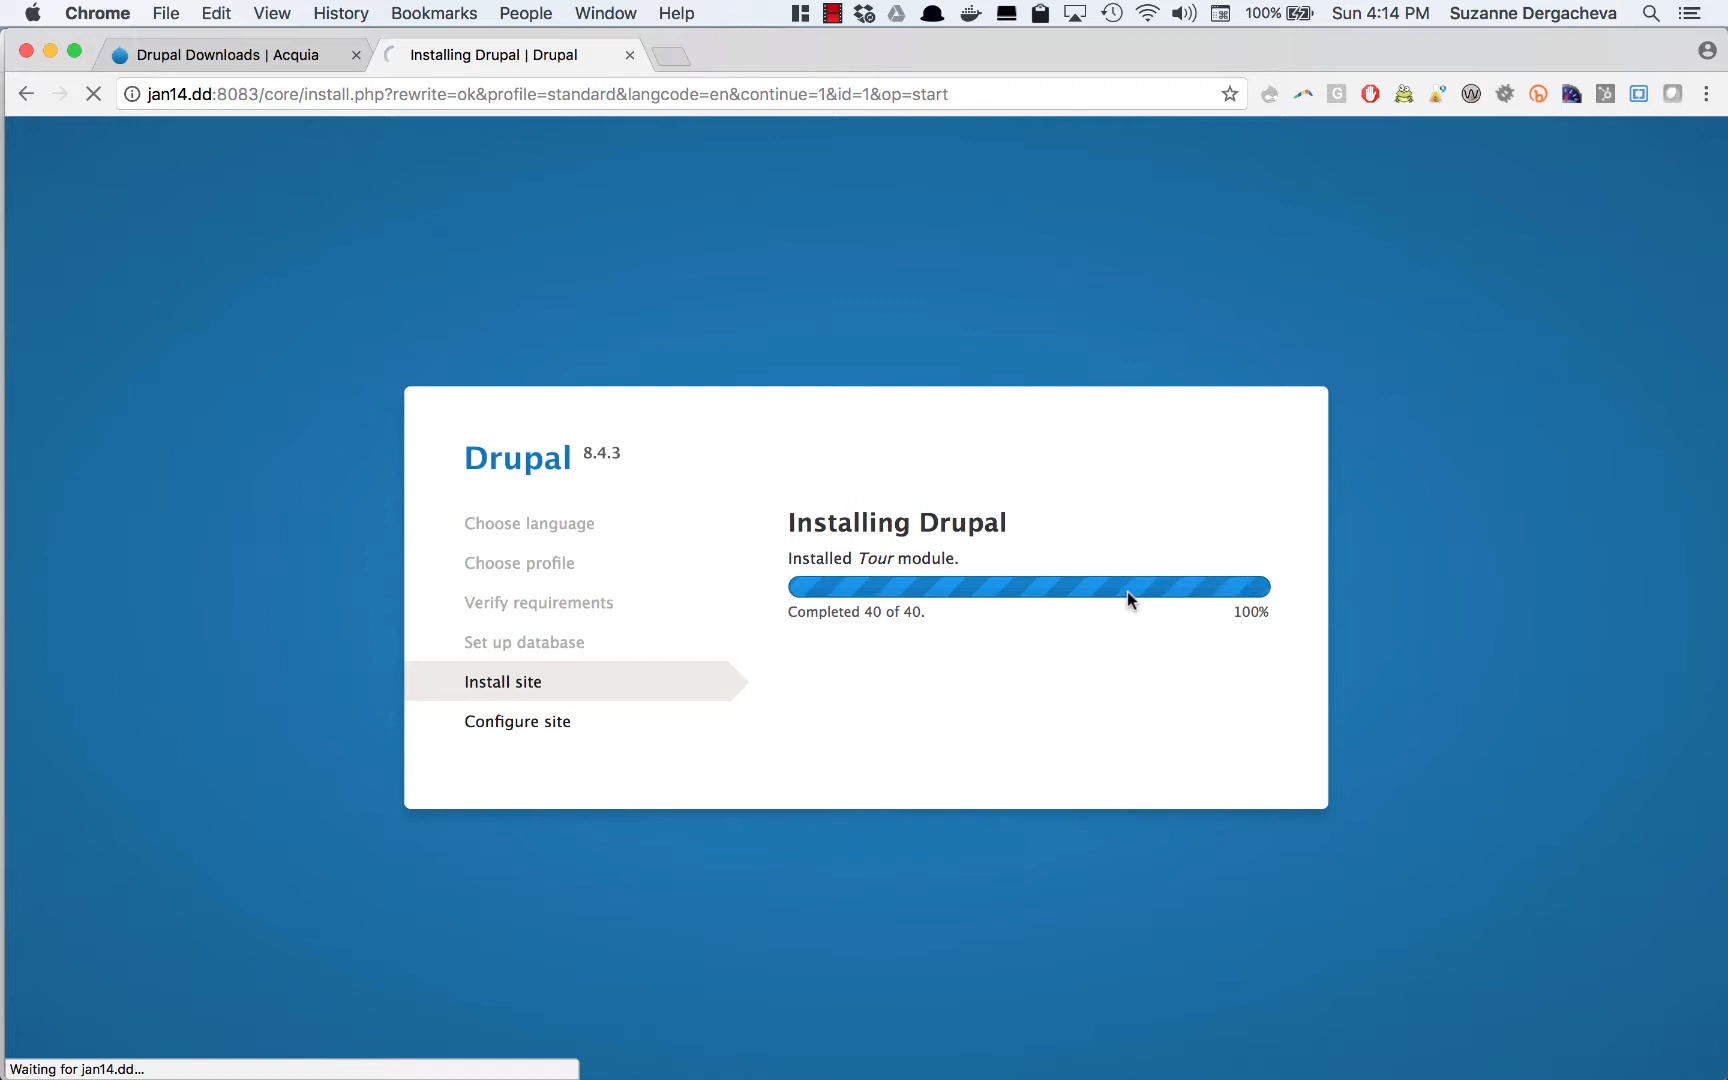 Chrome File Edit View History Bookmarks People Window Help 100% Sun 4:14 PM Suzanne Dergacheva
Drupal Downloads | Acquia Installing Drupal | Drupal
jan14.dd:8083/core/install.php?rewrite=ok&profile=standard&langcode=en&continue=1&id=1&op=start
Drupal 8.4.3
Choose language
Choose profile
Verify requirements
Set up database
Install site
Configure site
Installing Drupal
Installed Tour module.
Completed 40 of 40. 100%
Waiting for jan14.dd...